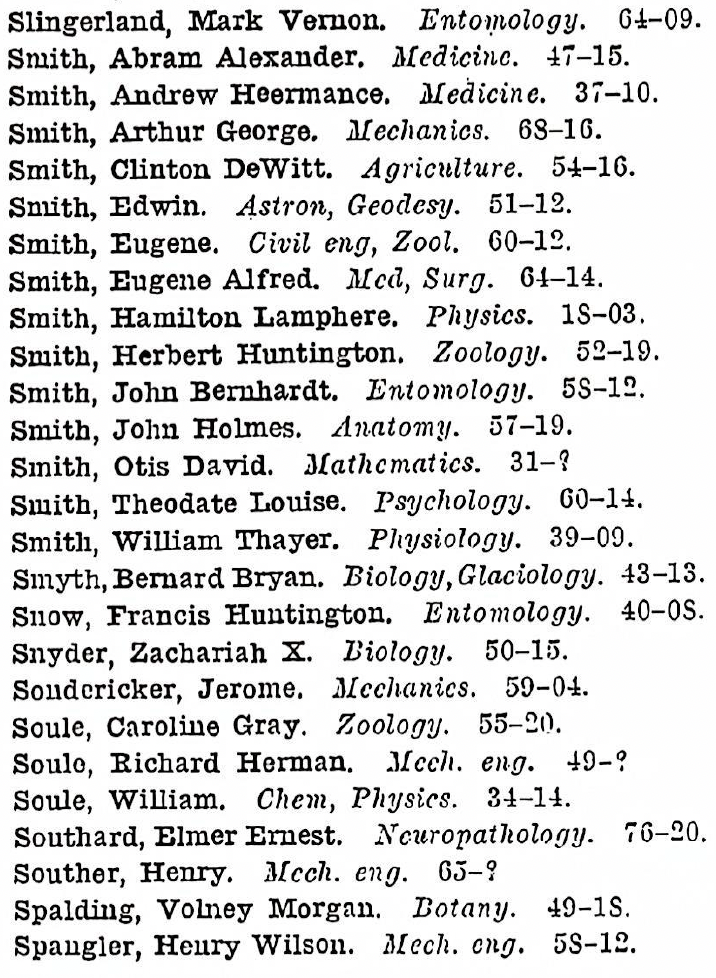 Slingerland, Mark Vernon. Entomology. 64–09.
Smith, Abram Alexander. Medicine. 47–15.
Smith, Andrew Heermance. Medicine. 37–10.
Smith, Arthur George. Mechanics. 68–16.
Smith, Clinton DeWitt. Agriculture. 54–16.
Smith, Edwin. Astron, Geodesy. 51–12.
Smith, Eugene. Civil eng, Zool. 60–12.
Smith, Eugene Alfred. Med, Surg. 64–14.
Smith, Hamilton Lamphere. Physics. 18–03.
Smith, Herbert Huntington. Zoology. 52–19.
Smith, John Bernhardt. Entomology. 58–12.
Smith, John Holmes. Anatomy. 57–19.
Smith, Otis David. Mathematics. 31–?
Smith, Theodate Louise. Psychology. 60–14.
Smith, William Thayer. Physiology. 39–09.
Smyth, Bernard Bryan. Biology, Glaciology. 43–13.
Snow, Francis Huntington. Entomology. 40–08.
Snyder, Zachariah X. Biology. 50–15.
Sondericker, Jerome. Mechanics. 59–04.
Soule, Caroline Gray. Zoology. 55–20.
Soule, Richard Herman. Mech. eng. 49–?
Soule, William. Chem, Physics. 34–14.
Southard, Elmer Ernest. Neuropathology. 76–20.
Souther, Henry. Mech. eng. 65–?
Spalding, Volney Morgan. Botany. 49–18.
Spangler, Henry Wilson. Mech. eng. 58–12.